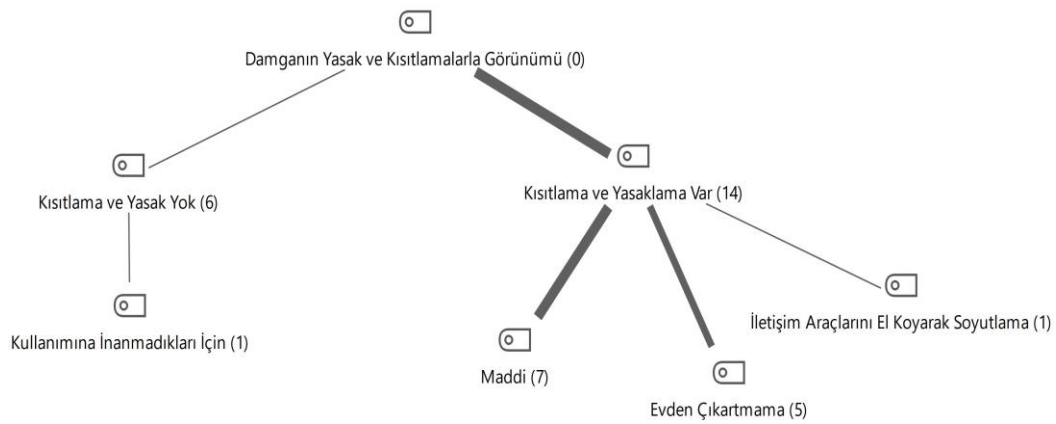 Damganın Yasak ve Kısıtlamalarla Görünümü (0)
Kısıtlama ve Yasak Yok (6)
Kısıtlama ve Yasaklama Var (14)
Kullanımına İnanmadıkları İçin (1)
Maddi (7)
Evden Çıkartmama (5)
İletişim Araçlarını El Koyarak Soyutlama (1)